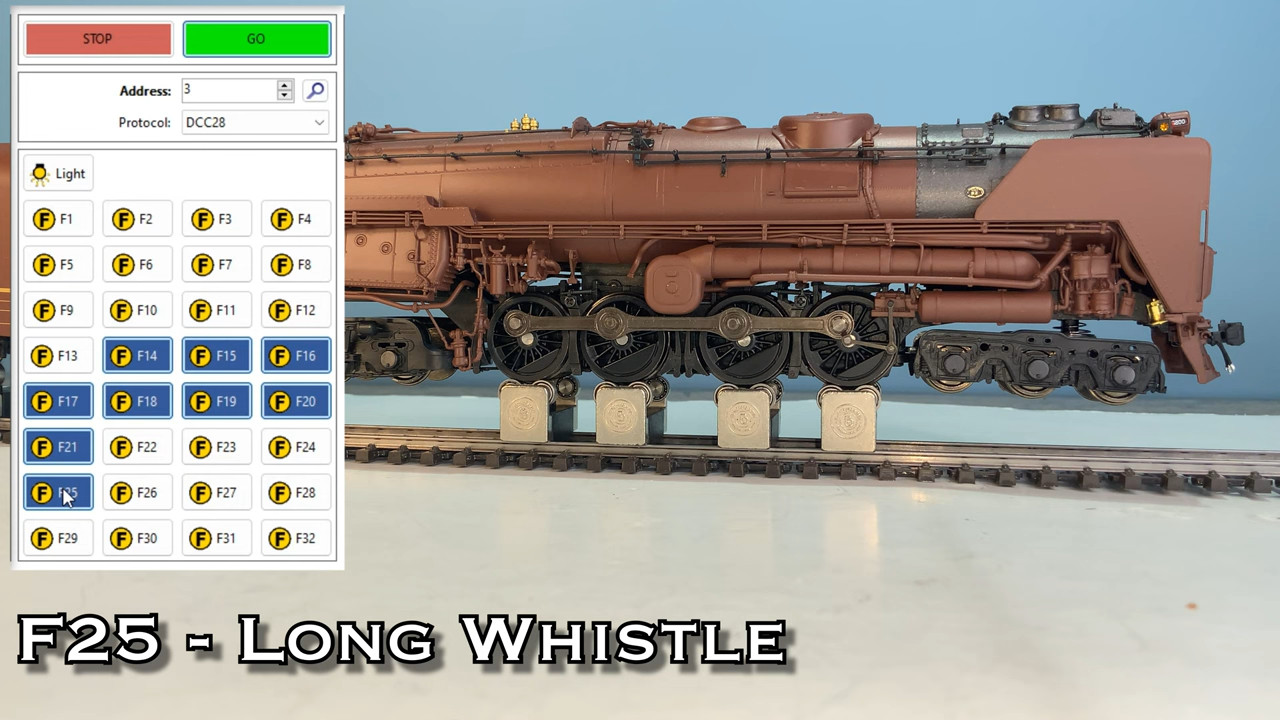 STOP GO
Address: 3
Protocol: DCC28
Light
F F1 F F2 F F3 F F4
F F5 F F6 F F7 F F8
F F9 F F10 F F11 F F12
F F13 F F14 F F15 F F16
F F17 F F18 F F19 F F20
F F21 F F22 F F23 F F24
F F25 F F26 F F27 F F28
F F29 F F30 F F31 F F32
F25 - Long Whistle